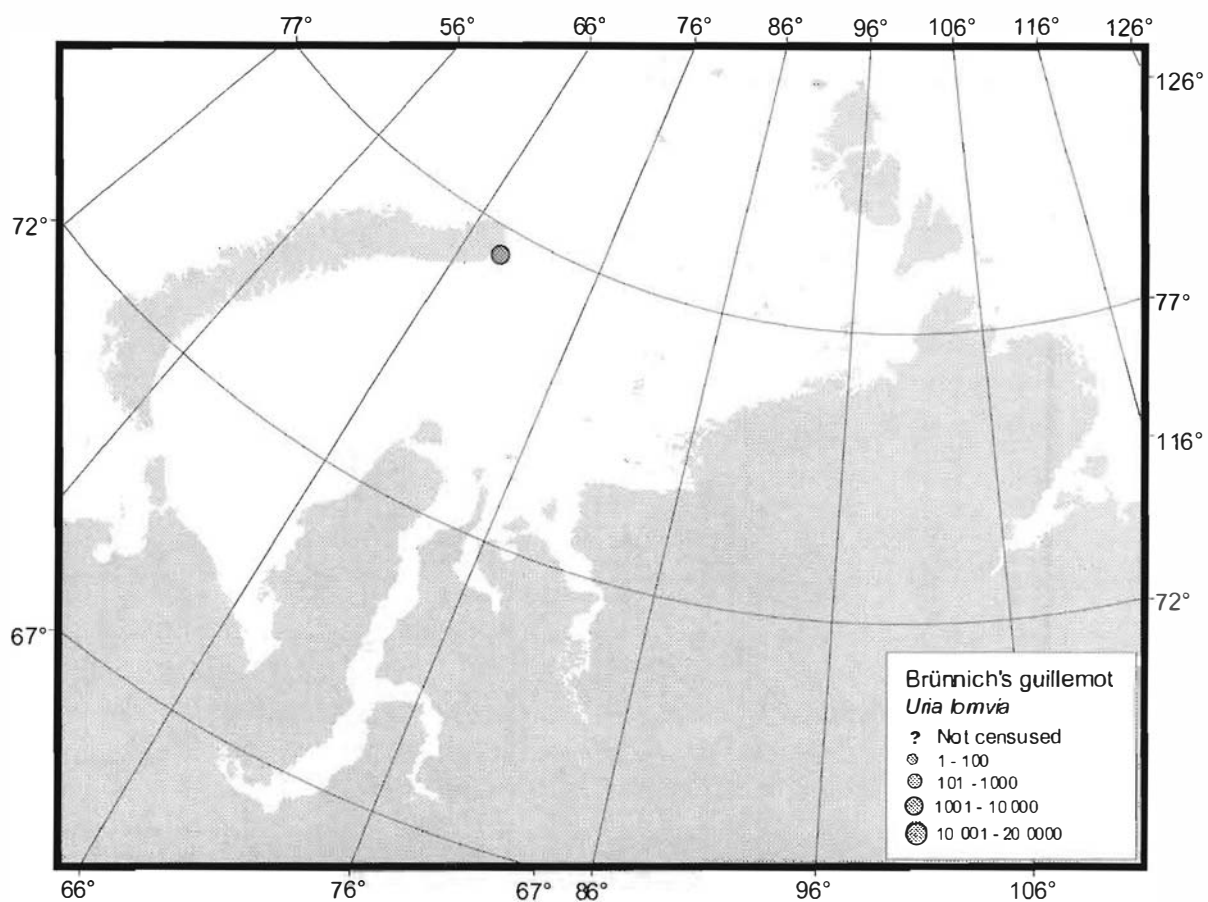 77° 56° 66° 76° 86° 96° 106° 116° 126°
126°
72°
77°
116°
72°
67°
Brünnich's guillemot
Uria lomvia
? Not censused
1 - 100
101 - 1000
1001 - 10 000
10 001 - 20 0000
66° 76° 67° 86° 96° 106°